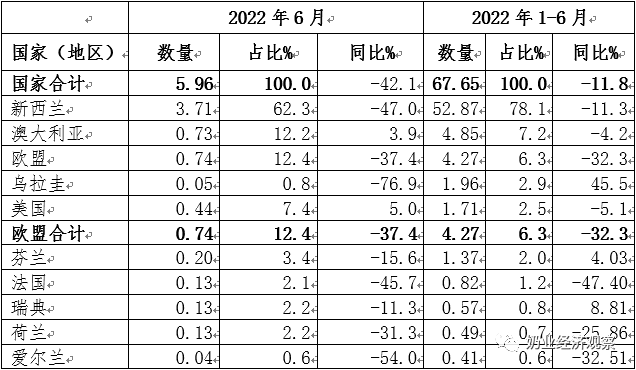 2022 年 6 月 2022 年 1-6 月
国家（地区） 数量 占比% 同比% 数量 占比% 同比%
国家合计 5.96 100.0 -42.1 67.65 100.0 -11.8
新西兰 3.71 62.3 -47.0 52.87 78.1 -11.3
澳大利亚 0.73 12.2 3.9 4.85 7.2 -4.2
欧盟 0.74 12.4 -37.4 4.27 6.3 -32.3
乌拉圭 0.05 0.8 -76.9 1.96 2.9 45.5
美国 0.44 7.4 5.0 1.71 2.5 -5.1
欧盟合计 0.74 12.4 -37.4 4.27 6.3 -32.3
芬兰 0.20 3.4 -15.6 1.37 2.0 4.03
法国 0.13 2.1 -45.7 0.82 1.2 -47.40
瑞典 0.13 2.2 -11.3 0.57 0.8 8.81
荷兰 0.13 2.2 -31.3 0.49 0.7 -25.86
奶业经济观察
爱尔兰 0.04 0.6 -54.0 0.41 0.6 -32.51